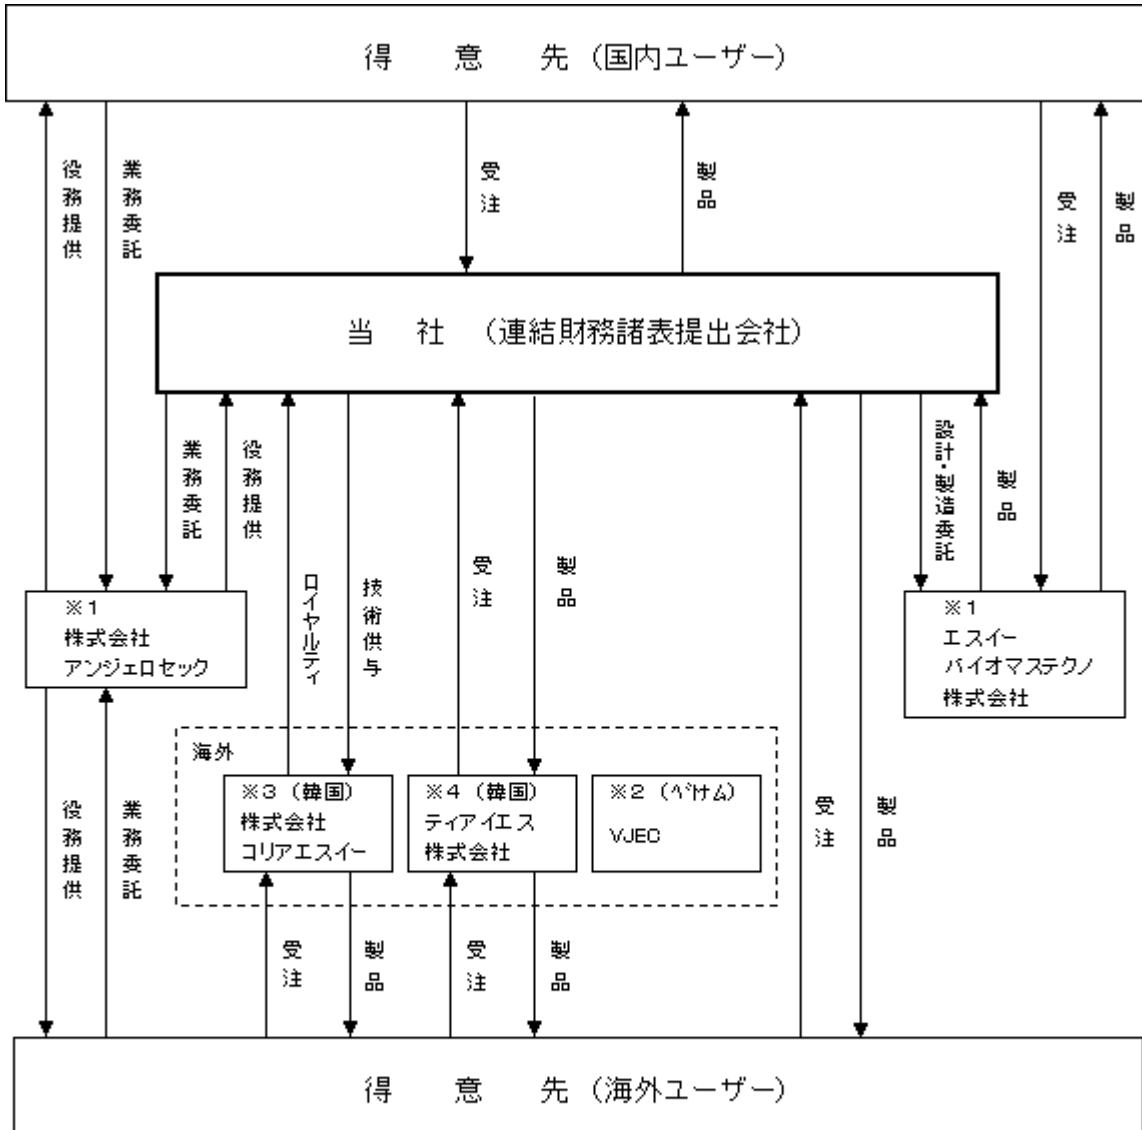 得 意 先 (国内ユーザー)
役務提供
業務委託
受注
製品
受注
製品
当 社 (連結財務諸表提出会社)
業務委託
役務提供
ロイヤルティ
技術供与
受注
製品
設計・製造委託
製品
※1
株式会社
アンジェロセック
※1
エスイー
バイオマステクノ
株式会社
海外
※3 (韓国)
株式会社
コリアエスイー
※4 (韓国)
ティアイエス
株式会社
※2 (ベトナム)
VJEC
役務提供
業務委託
受注
製品
受注
製品
受注
製品
得 意 先 (海外ユーザー)